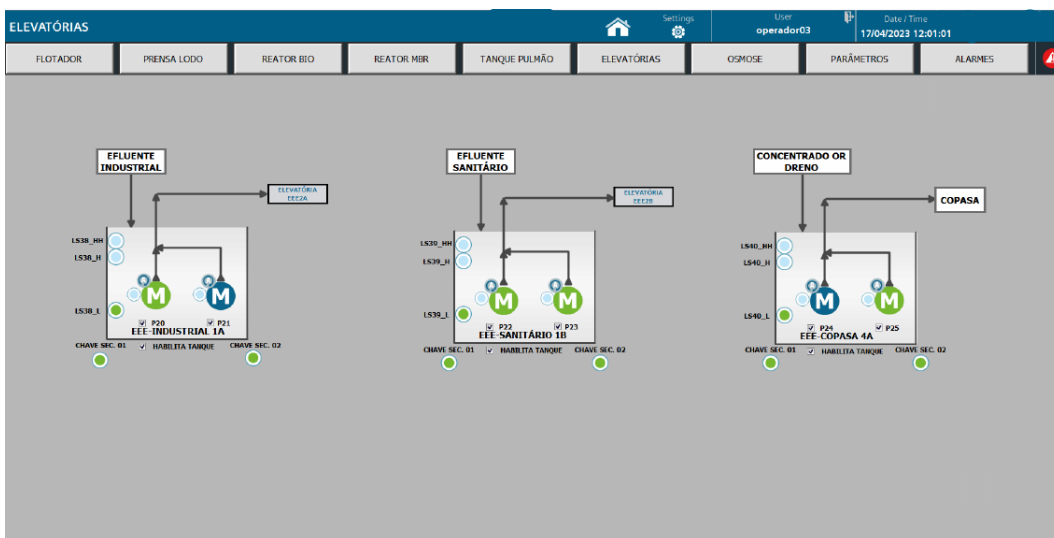 ELEVATÓRIAS
Settings
User
operador03
Date / Time
17/04/2023 12:01:01
FLOTADOR
PRENSA LODO
REATOR BIO
REATOR MBR
TANQUE PULMÃO
ELEVATÓRIAS
OSMOSE
PARÂMETROS
ALARMES
EFLUENTE
INDUSTRIAL
ELEVATÓRIA
EEE2A
LS38_HH
LS38_H
LS38_L
M
M
P20
P21
EEE-INDUSTRIAL 1A
CHAVE SEC. 01
HABILITA TANQUE
CHAVE SEC. 02
EFLUENTE
SANITÁRIO
ELEVATÓRIA
EEE2B
LS39_HH
LS39_H
LS39_L
M
M
P22
P23
EEE-SANITÁRIO 1B
CHAVE SEC. 01
HABILITA TANQUE
CHAVE SEC. 02
CONCENTRADO OR
DRENO
COPASA
LS40_HH
LS40_H
LS40_L
M
M
P24
P25
EEE-COPASA 4A
CHAVE SEC. 01
HABILITA TANQUE
CHAVE SEC. 02